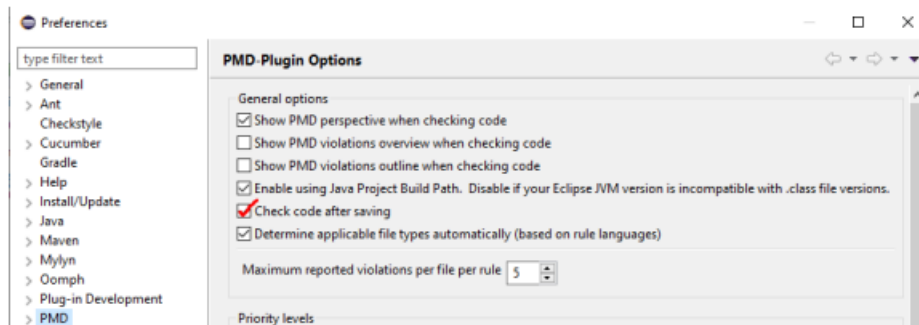 Preferences
type filter text
General
Ant
Checkstyle
Cucumber
Gradle
Help
Install/Update
Java
Maven
Mylyn
Oomph
Plug-in Development
PMD
PMD-Plugin Options
General options
Show PMD perspective when checking code
Show PMD violations overview when checking code
Show PMD violations outline when checking code
Enable using Java Project Build Path. Disable if your Eclipse JVM version is incompatible with .class file versions.
Check code after saving
Determine applicable file types automatically (based on rule languages)
Maximum reported violations per file per rule 5
Priority levels